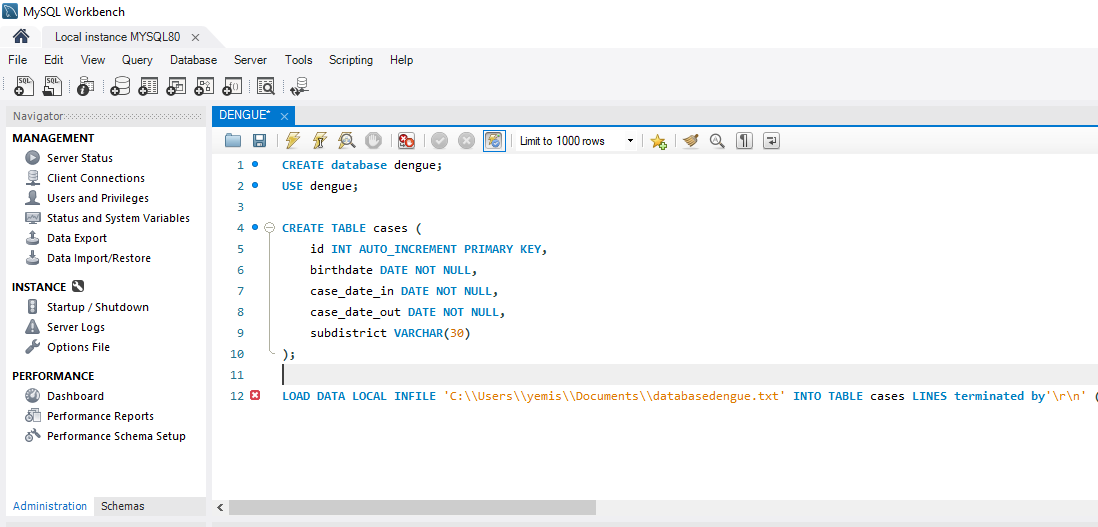 MySQL Workbench
Local instance MYSQL80 ×
File Edit View Query Database Server Tools Scripting Help
Navigator
MANAGEMENT
Server Status
Client Connections
Users and Privileges
Status and System Variables
Data Export
Data Import/Restore
INSTANCE
Startup / Shutdown
Server Logs
Options File
PERFORMANCE
Dashboard
Performance Reports
Performance Schema Setup
Administration Schemas
DENGUE* ×
Limit to 1000 rows
1 CREATE database dengue;
2 USE dengue;
3
4 CREATE TABLE cases (
5 id INT AUTO_INCREMENT PRIMARY KEY,
6 birthdate DATE NOT NULL,
7 case_date_in DATE NOT NULL,
8 case_date_out DATE NOT NULL,
9 subdistrict VARCHAR(30)
10 );
11
12 LOAD DATA LOCAL INFILE 'C:\\Users\\yemis\\Documents\\databasedengue.txt' INTO TABLE cases LINES terminated by'\r\n' (